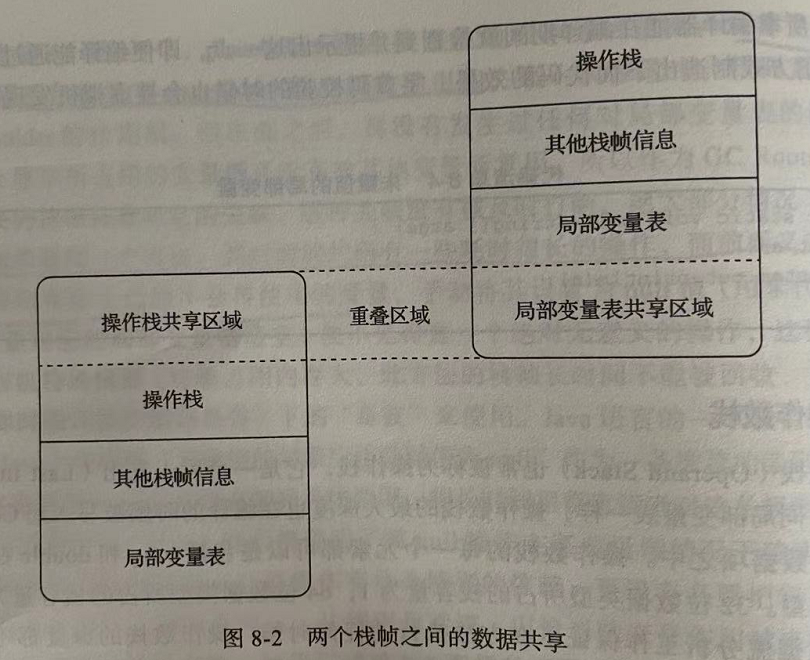 操作栈
其他栈帧信息
局部变量表
操作栈共享区域
重叠区域
局部变量表共享区域
操作栈
其他栈帧信息
局部变量表
图 8-2 两个栈帧之间的数据共享